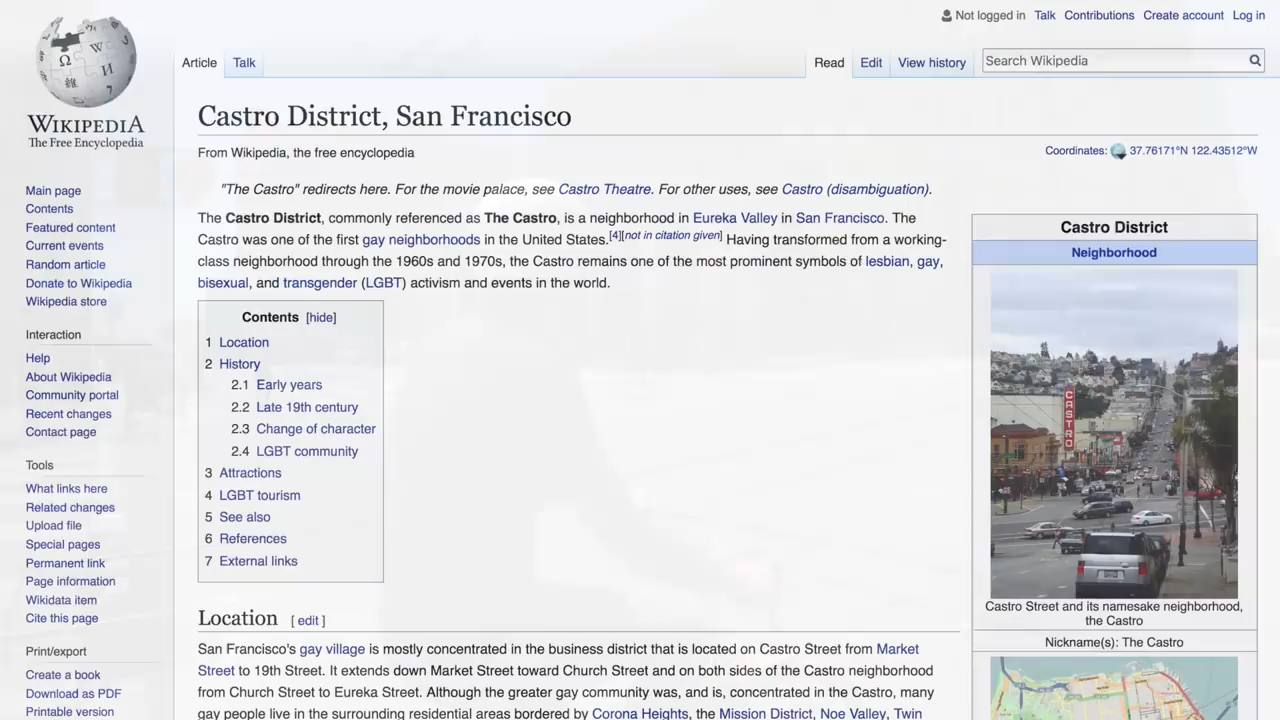 Not logged in Talk Contributions Create account Log in
Article Talk Read Edit View history Search Wikipedia
WIKIPEDIA
The Free Encyclopedia
Main page
Contents
Featured content
Current events
Random article
Donate to Wikipedia
Wikipedia store
Interaction
Help
About Wikipedia
Community portal
Recent changes
Contact page
Tools
What links here
Related changes
Upload file
Special pages
Permanent link
Page information
Wikidata item
Cite this page
Print/export
Create a book
Download as PDF
Printable version
Castro District, San Francisco
From Wikipedia, the free encyclopedia
Coordinates: 37.76171°N 122.43512°W
"The Castro" redirects here. For the movie palace, see Castro Theatre. For other uses, see Castro (disambiguation).
The Castro District, commonly referenced as The Castro, is a neighborhood in Eureka Valley in San Francisco. The
Castro was one of the first gay neighborhoods in the United States.[4][not in citation given] Having transformed from a working-
class neighborhood through the 1960s and 1970s, the Castro remains one of the most prominent symbols of lesbian, gay,
bisexual, and transgender (LGBT) activism and events in the world.
Contents [hide]
1 Location
2 History
2.1 Early years
2.2 Late 19th century
2.3 Change of character
2.4 LGBT community
3 Attractions
4 LGBT tourism
5 See also
6 References
7 External links
Location [ edit ]
San Francisco's gay village is mostly concentrated in the business district that is located on Castro Street from Market
Street to 19th Street. It extends down Market Street toward Church Street and on both sides of the Castro neighborhood
from Church Street to Eureka Street. Although the greater gay community was, and is, concentrated in the Castro, many
gay people live in the surrounding residential areas bordered by Corona Heights, the Mission District, Noe Valley, Twin
Castro District
Neighborhood
CASTRO
Castro Street and its namesake neighborhood,
the Castro
Nickname(s): The Castro